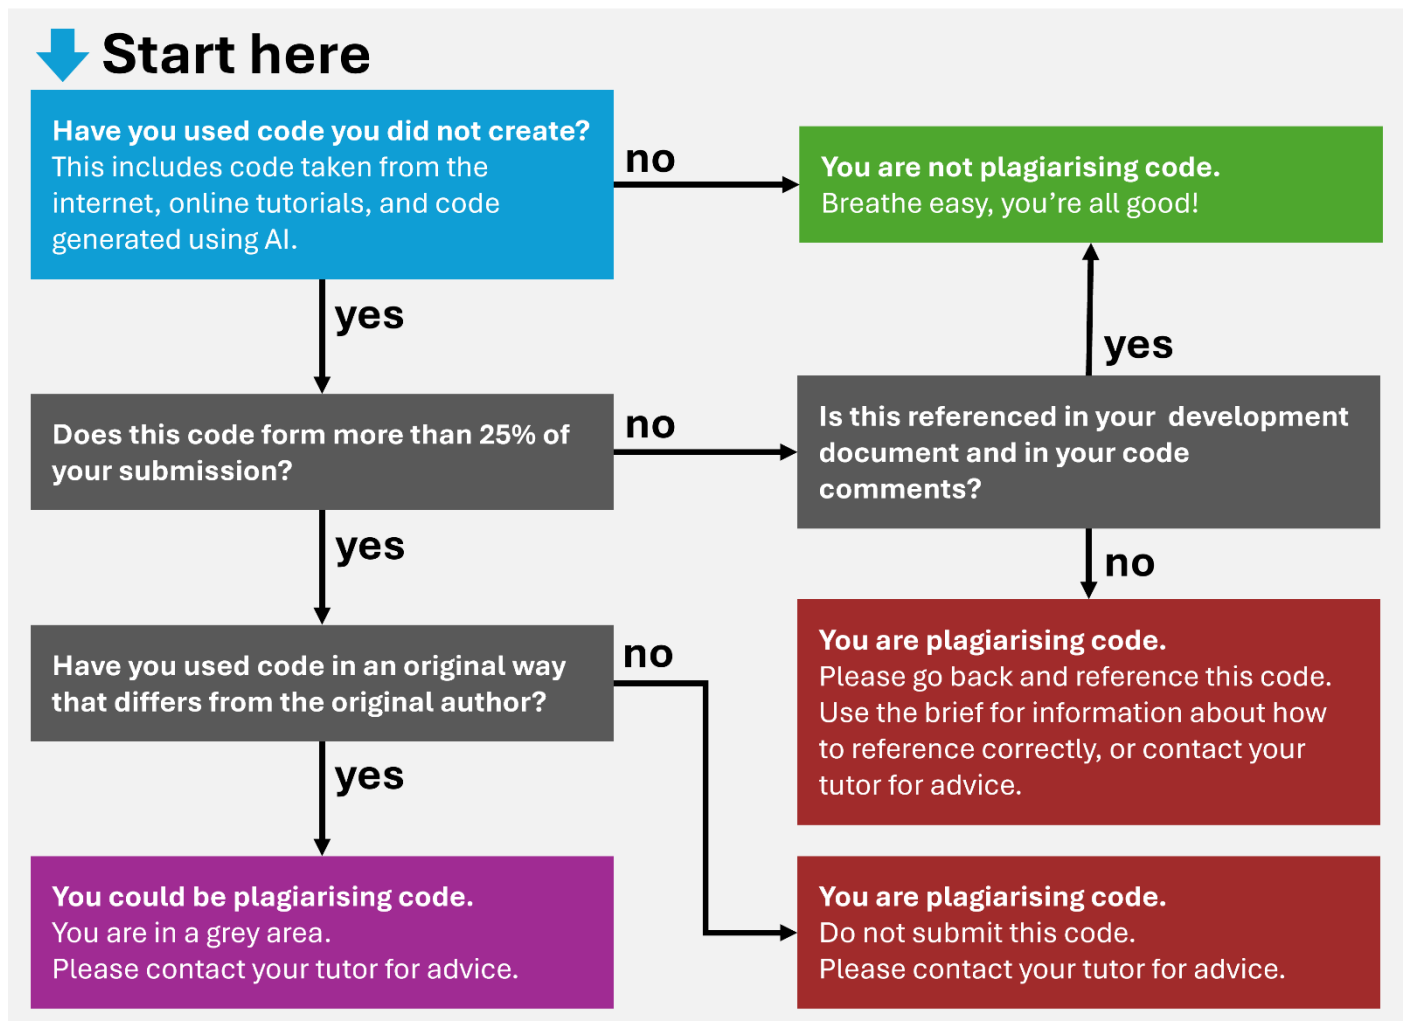 Start here
Have you used code you did not create?
This includes code taken from the
internet, online tutorials, and code
generated using AI.
no
You are not plagiarising code.
Breathe easy, you're all good!
yes
yes
Does this code form more than 25% of
your submission?
no
Is this referenced in your development
document and in your code
comments?
yes
no
Have you used code in an original way
that differs from the original author?
no
You are plagiarising code.
Please go back and reference this code.
Use the brief for information about how
to reference correctly, or contact your
tutor for advice.
yes
You could be plagiarising code.
You are in a grey area.
Please contact your tutor for advice.
You are plagiarising code.
Do not submit this code.
Please contact your tutor for advice.